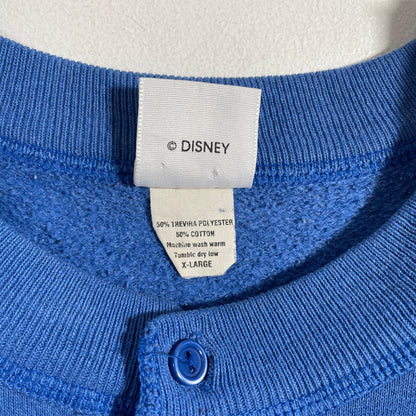 © DISNEY
50% TREVIRA POLYESTER
50% COTTON
Machine wash warm
Tumble dry low
X-LARGE